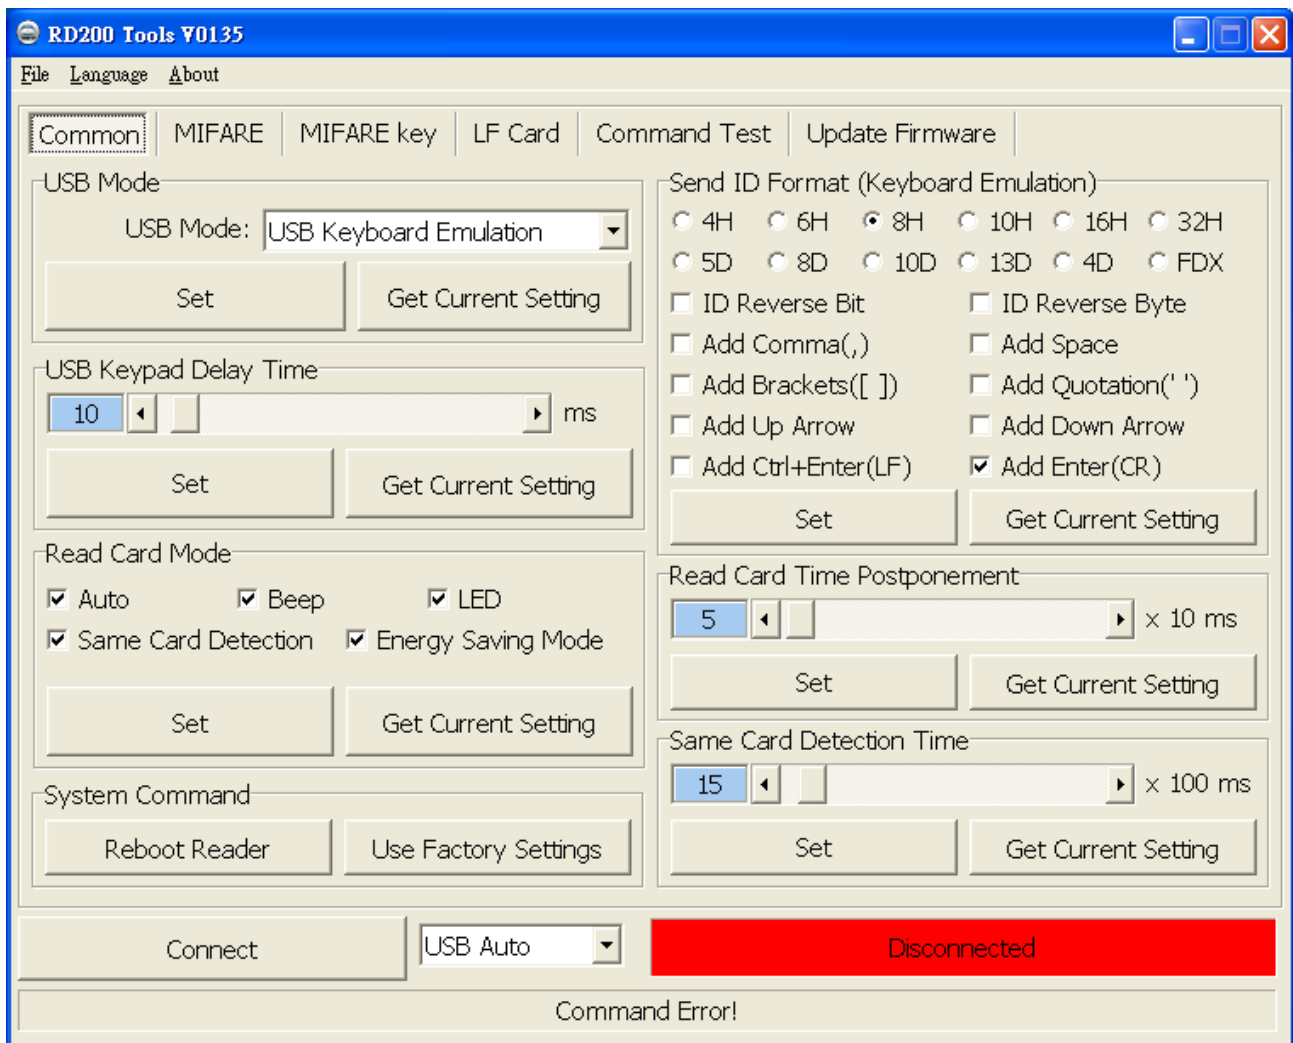 RD200 Tools V0135
File Language About
Common MIFARE MIFARE key LF Card Command Test Update Firmware
USB Mode
USB Mode: USB Keyboard Emulation
Set Get Current Setting
USB Keypad Delay Time
10 ms
Set Get Current Setting
Read Card Mode
Auto Beep LED
Same Card Detection Energy Saving Mode
Set Get Current Setting
System Command
Reboot Reader Use Factory Settings
Send ID Format (Keyboard Emulation)
4H 6H 8H 10H 16H 32H
5D 8D 10D 13D 4D FDX
ID Reverse Bit ID Reverse Byte
Add Comma(,) Add Space
Add Brackets([ ]) Add Quotation(' ')
Add Up Arrow Add Down Arrow
Add Ctrl+Enter(LF) Add Enter(CR)
Set Get Current Setting
Read Card Time Postponement
5 x 10 ms
Set Get Current Setting
Same Card Detection Time
15 x 100 ms
Set Get Current Setting
Connect USB Auto Disconnected
Command Error!